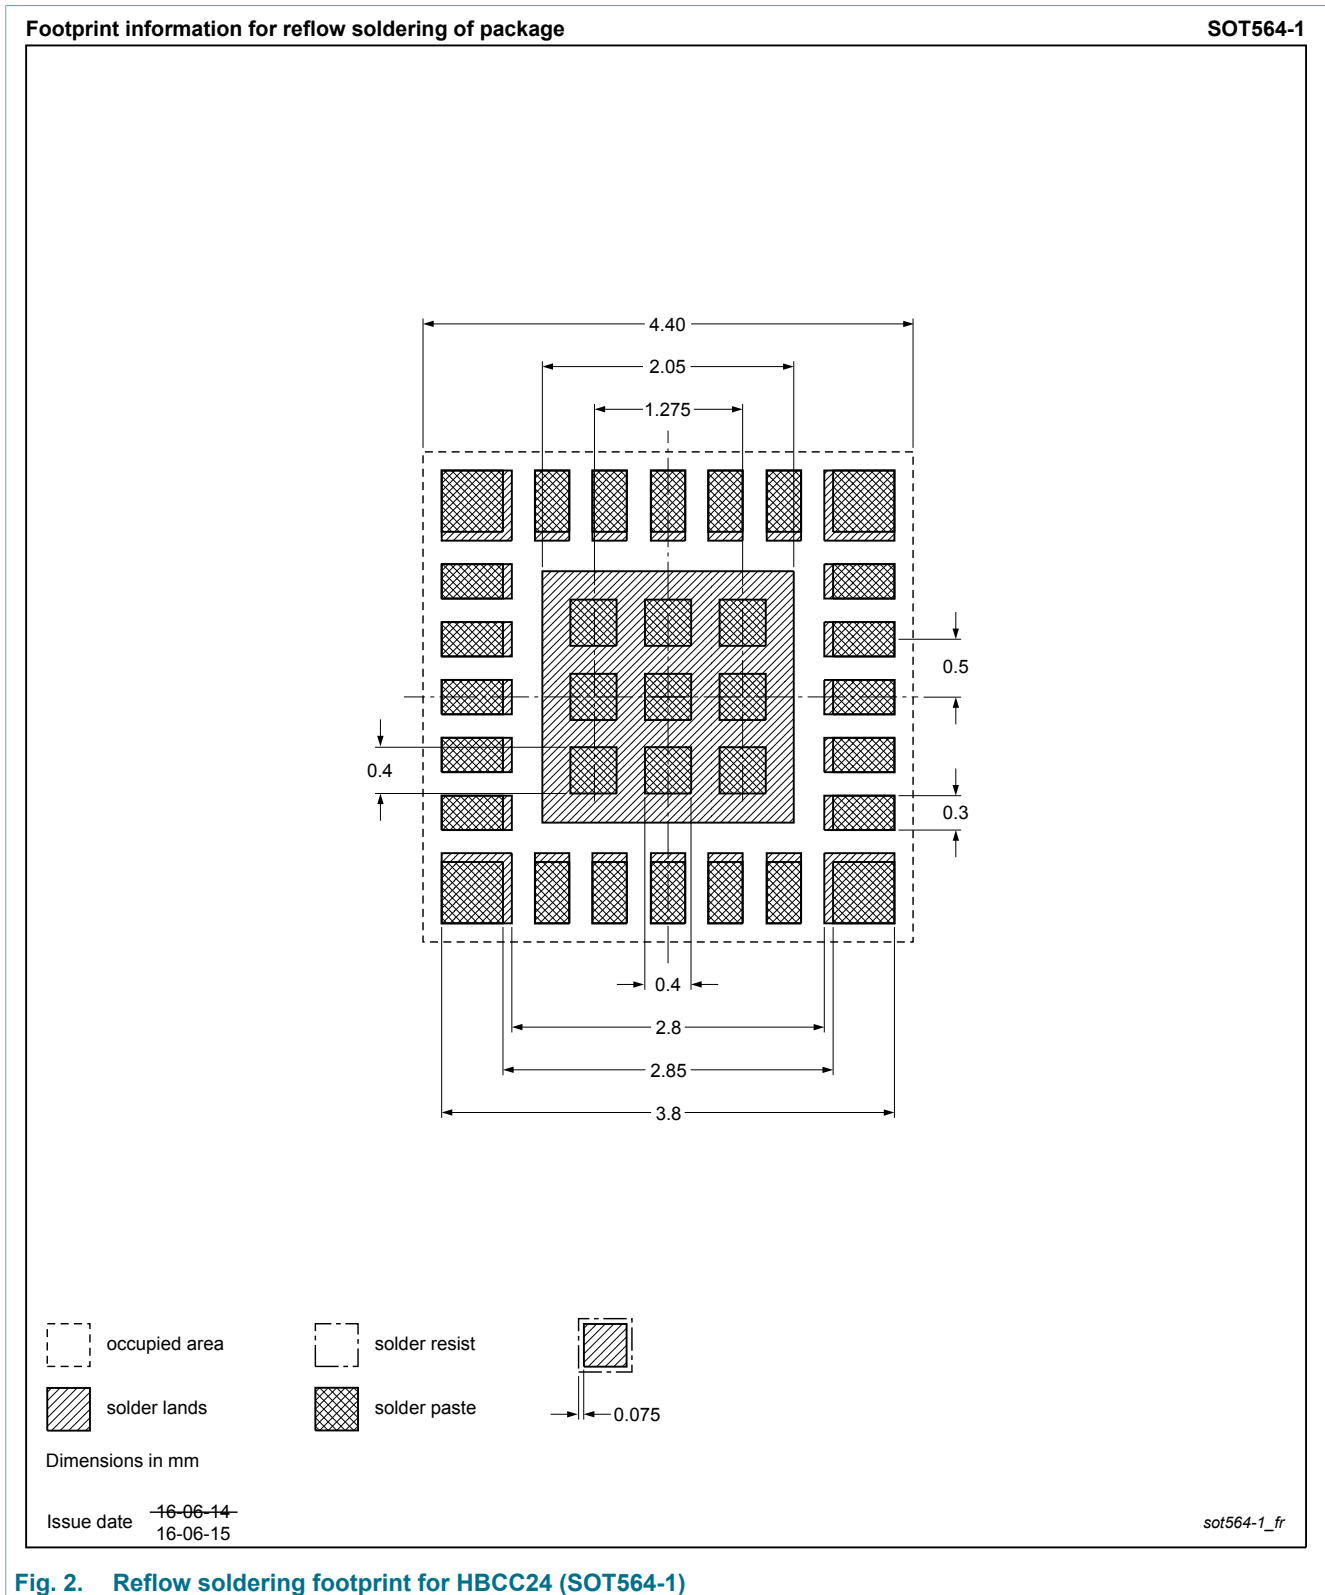 Footprint information for reflow soldering of package SOT564-1
4.40
2.05
1.275
0.5
0.4
0.3
0.4
2.8
2.85
3.8
occupied area
solder resist
solder lands
solder paste
0.075
Dimensions in mm
Issue date
16-06-14
16-06-15
sot564-1_fr
Fig. 2. Reflow soldering footprint for HBCC24 (SOT564-1)